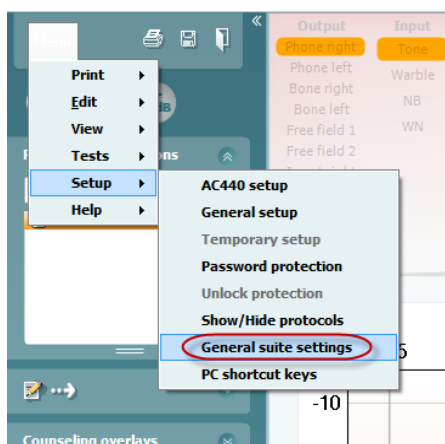 Output
Input
Phone right
Tone
Phone left
Warble
Bone right
NB
Bone left
WN
Free field 1
Free field 2
dB
Print
Edit
View
Tests
Setup
Help
AC440 setup
General setup
Temporary setup
Password protection
Unlock protection
Show/Hide protocols
General suite settings
PC shortcut keys
5
-10
Counseling overlays